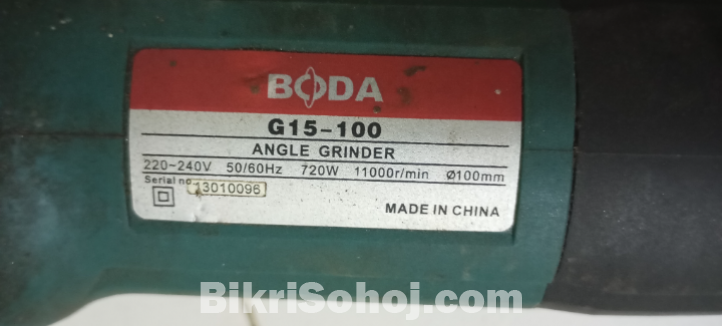 BODA
G15-100
ANGLE GRINDER
220-240V 50/60Hz 720W 11000r/min Ø100mm
Serial no 13010096
MADE IN CHINA
BikriSohoj.com